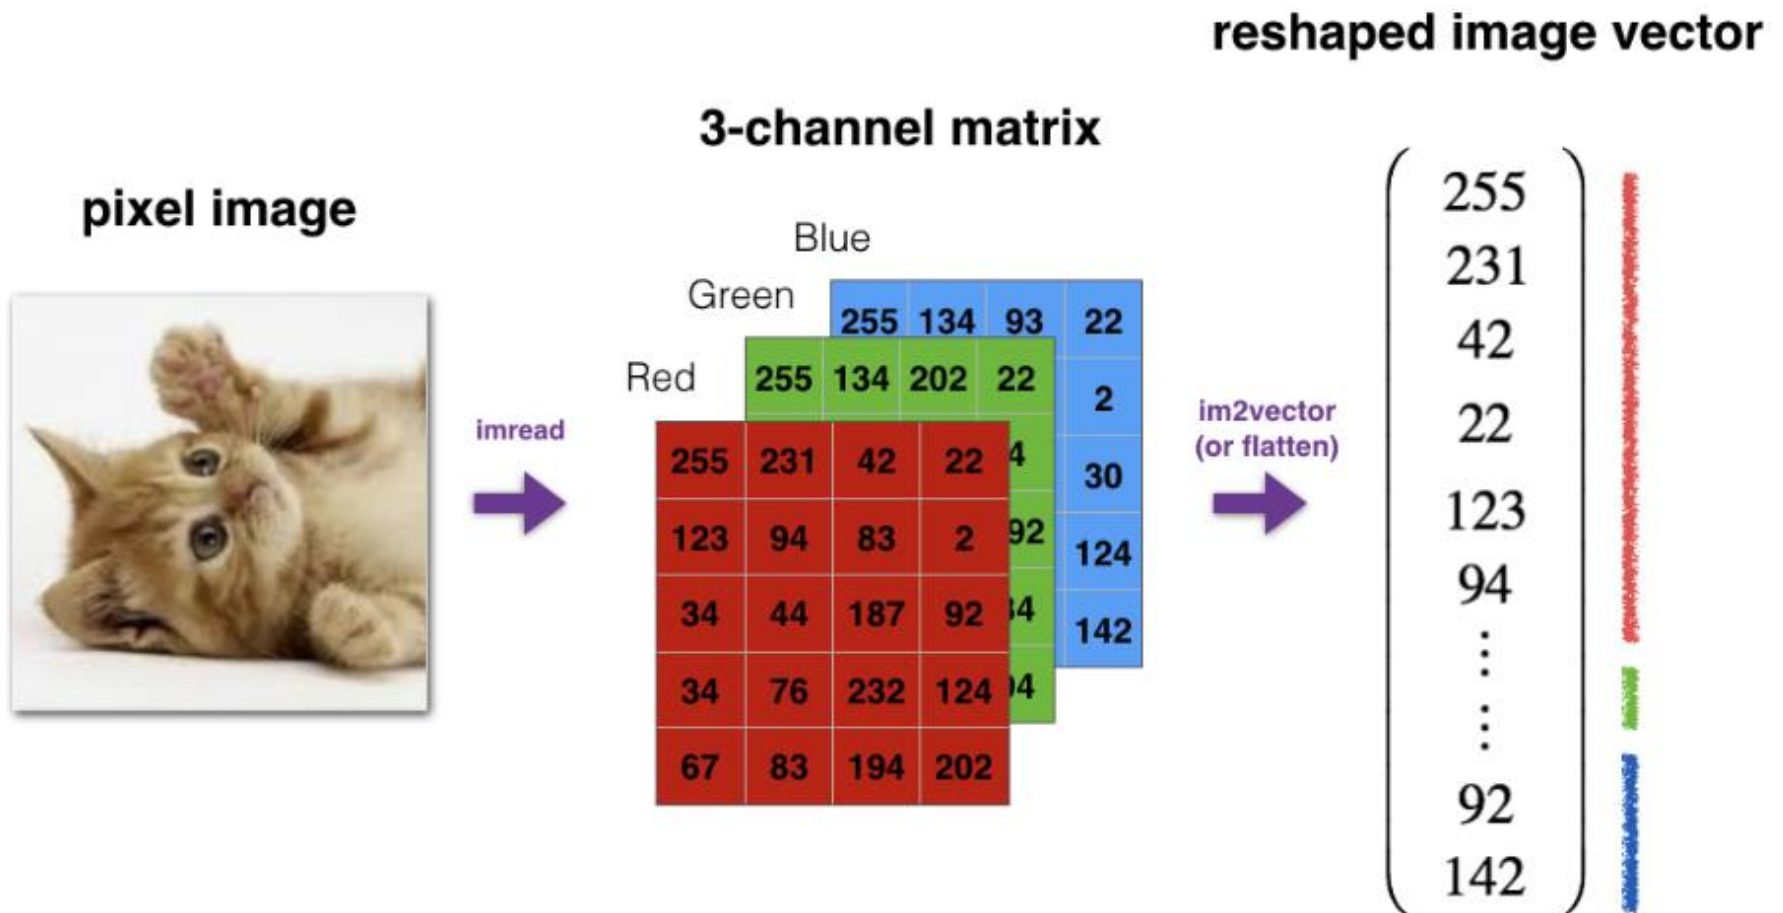 reshaped image vector
3-channel matrix
pixel image
Blue
Green
Red
255 134 93 22
2
30
124
142
255 134 202 22
255 231 42 22
123 94 83 2
34 44 187 92
34 76 232 124
67 83 194 202
imread
im2vector
(or flatten)
255
231
42
22
123
94
92
142